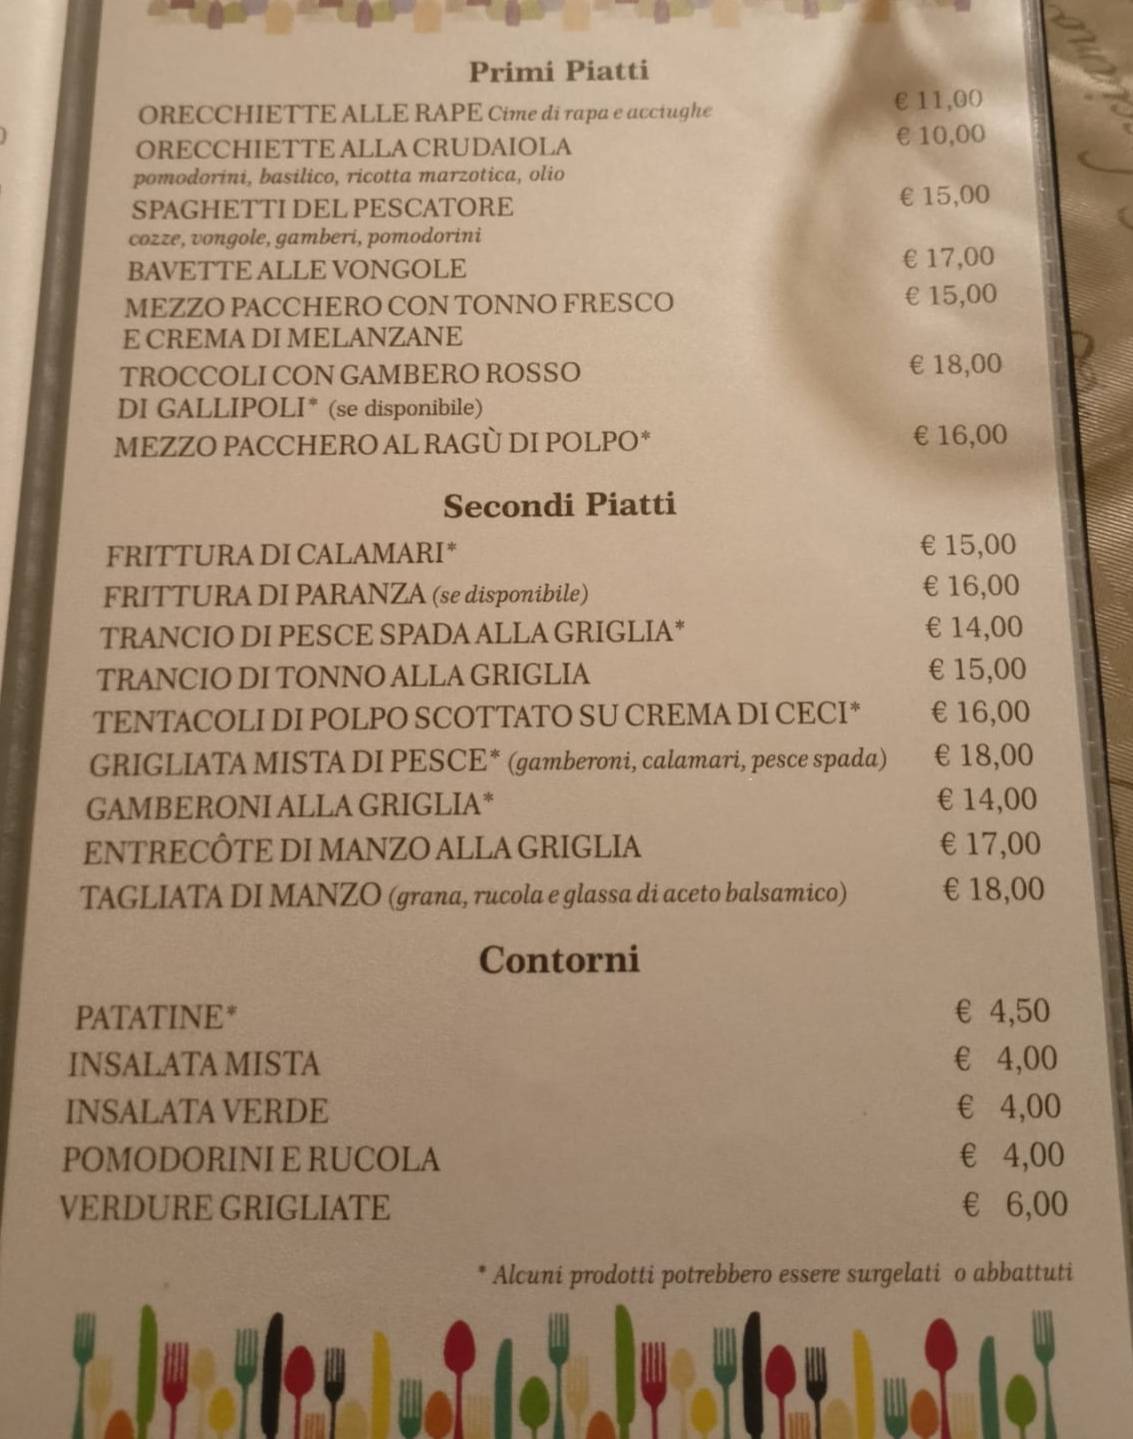 Primi Piatti
ORECCHIETTE ALLE RAPE Cime di rapa e acciughe € 11,00
ORECCHIETTE ALLA CRUDAIOLA € 10,00
pomodorini, basilico, ricotta marzotica, olio
SPAGHETTI DEL PESCATORE € 15,00
cozze, vongole, gamberi, pomodorini
BAVETTE ALLE VONGOLE € 17,00
MEZZO PACCHERO CON TONNO FRESCO € 15,00
E CREMA DI MELANZANE
TROCCOLI CON GAMBERO ROSSO € 18,00
DI GALLIPOLI* (se disponibile)
MEZZO PACCHERO AL RAGÙ DI POLPO* € 16,00
Secondi Piatti
FRITTURA DI CALAMARI* € 15,00
FRITTURA DI PARANZA (se disponibile) € 16,00
TRANCIO DI PESCE SPADA ALLA GRIGLIA* € 14,00
TRANCIO DI TONNO ALLA GRIGLIA € 15,00
TENTACOLI DI POLPO SCOTTATO SU CREMA DI CECI* € 16,00
GRIGLIATA MISTA DI PESCE* (gamberoni, calamari, pesce spada) € 18,00
GAMBERONI ALLA GRIGLIA* € 14,00
ENTRECÔTE DI MANZO ALLA GRIGLIA € 17,00
TAGLIATA DI MANZO (grana, rucola e glassa di aceto balsamico) € 18,00
Contorni
PATATINE* € 4,50
INSALATA MISTA € 4,00
INSALATA VERDE € 4,00
POMODORINI E RUCOLA € 4,00
VERDURE GRIGLIATE € 6,00
* Alcuni prodotti potrebbero essere surgelati o abbattuti